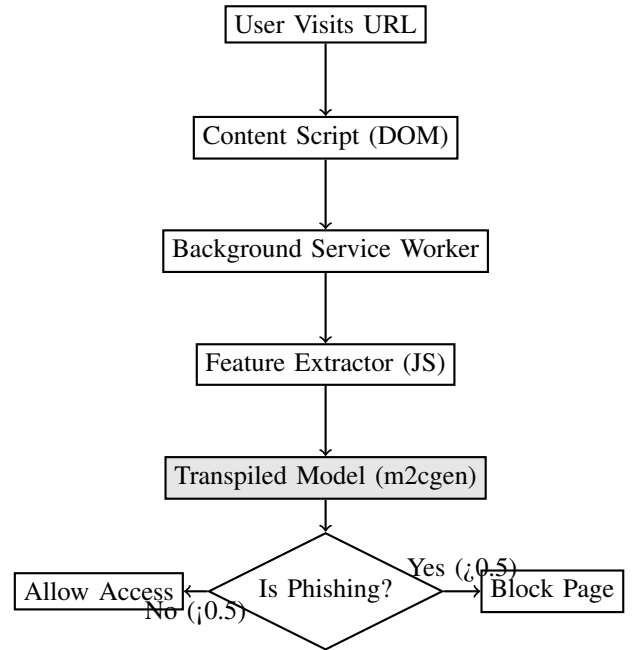 User Visits URL
Content Script (DOM)
Background Service Worker
Feature Extractor (JS)
Transpiled Model (m2cgen)
Is Phishing?
Yes (¿0.5)
Block Page
No (¡0.5)
Allow Access